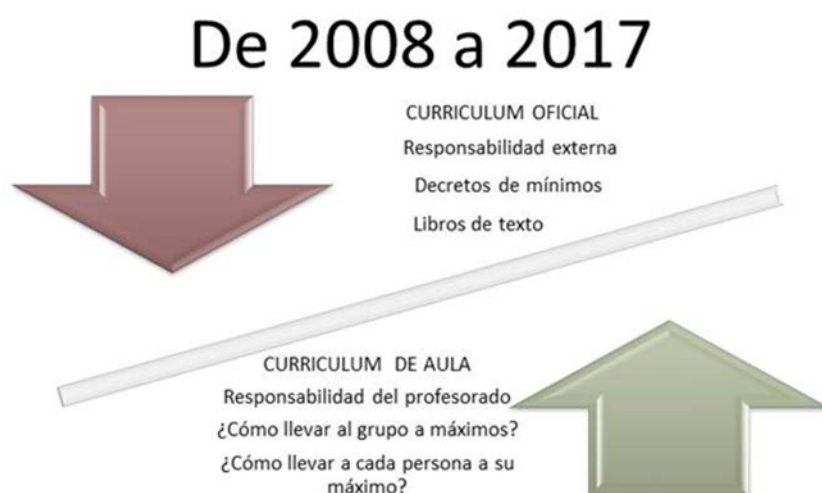 De 2008 a 2017
CURRICULUM OFICIAL
Responsabilidad externa
Decretos de mínimos
Libros de texto
CURRICULUM DE AULA
Responsabilidad del profesorado
¿Cómo llevar al grupo a máximos?
¿Cómo llevar a cada persona a su
máximo?